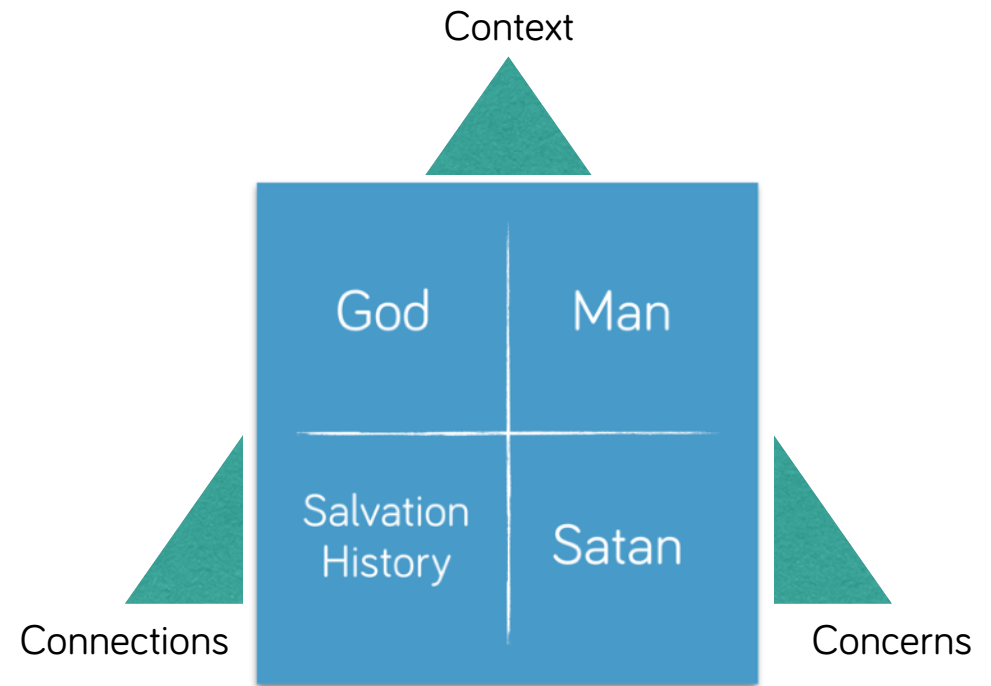 Context
God
Man
Salvation
History
Satan
Connections
Concerns